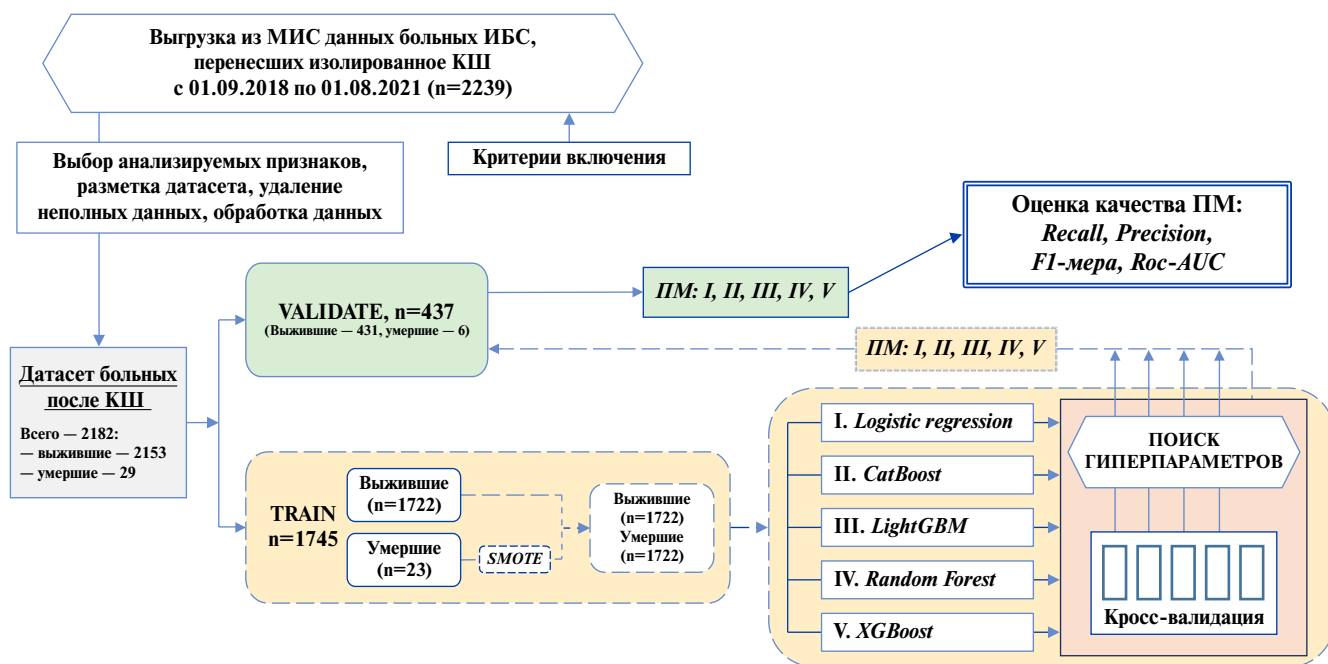 Выгрузка из МИС данных больных ИБС,
перенесших изолированное КШ
с 01.09.2018 по 01.08.2021 (n=2239)
Выбор анализируемых признаков,
разметка датасета, удаление
неполных данных, обработка данных
Критерии включения
Оценка качества ПМ:
Recall, Precision,
F1-мера, Roc-AUC
VALIDATE, n=437
(Выжившие — 431, умершие — 6)
ПМ: I, II, III, IV, V
ПМ: I, II, III, IV, V
Датасет больных
после КШ
Всего — 2182:
— выжившие — 2153
— умершие — 29
TRAIN
n=1745
Выжившие
(n=1722)
Умершие
(n=23)
SMOTE
Выжившие
(n=1722)
Умершие
(n=1722)
I. Logistic regression
II. CatBoost
III. LightGBM
IV. Random Forest
V. XGBoost
ПОИСК
ГИПЕРПАРАМЕТРОВ
Кросс-валидация